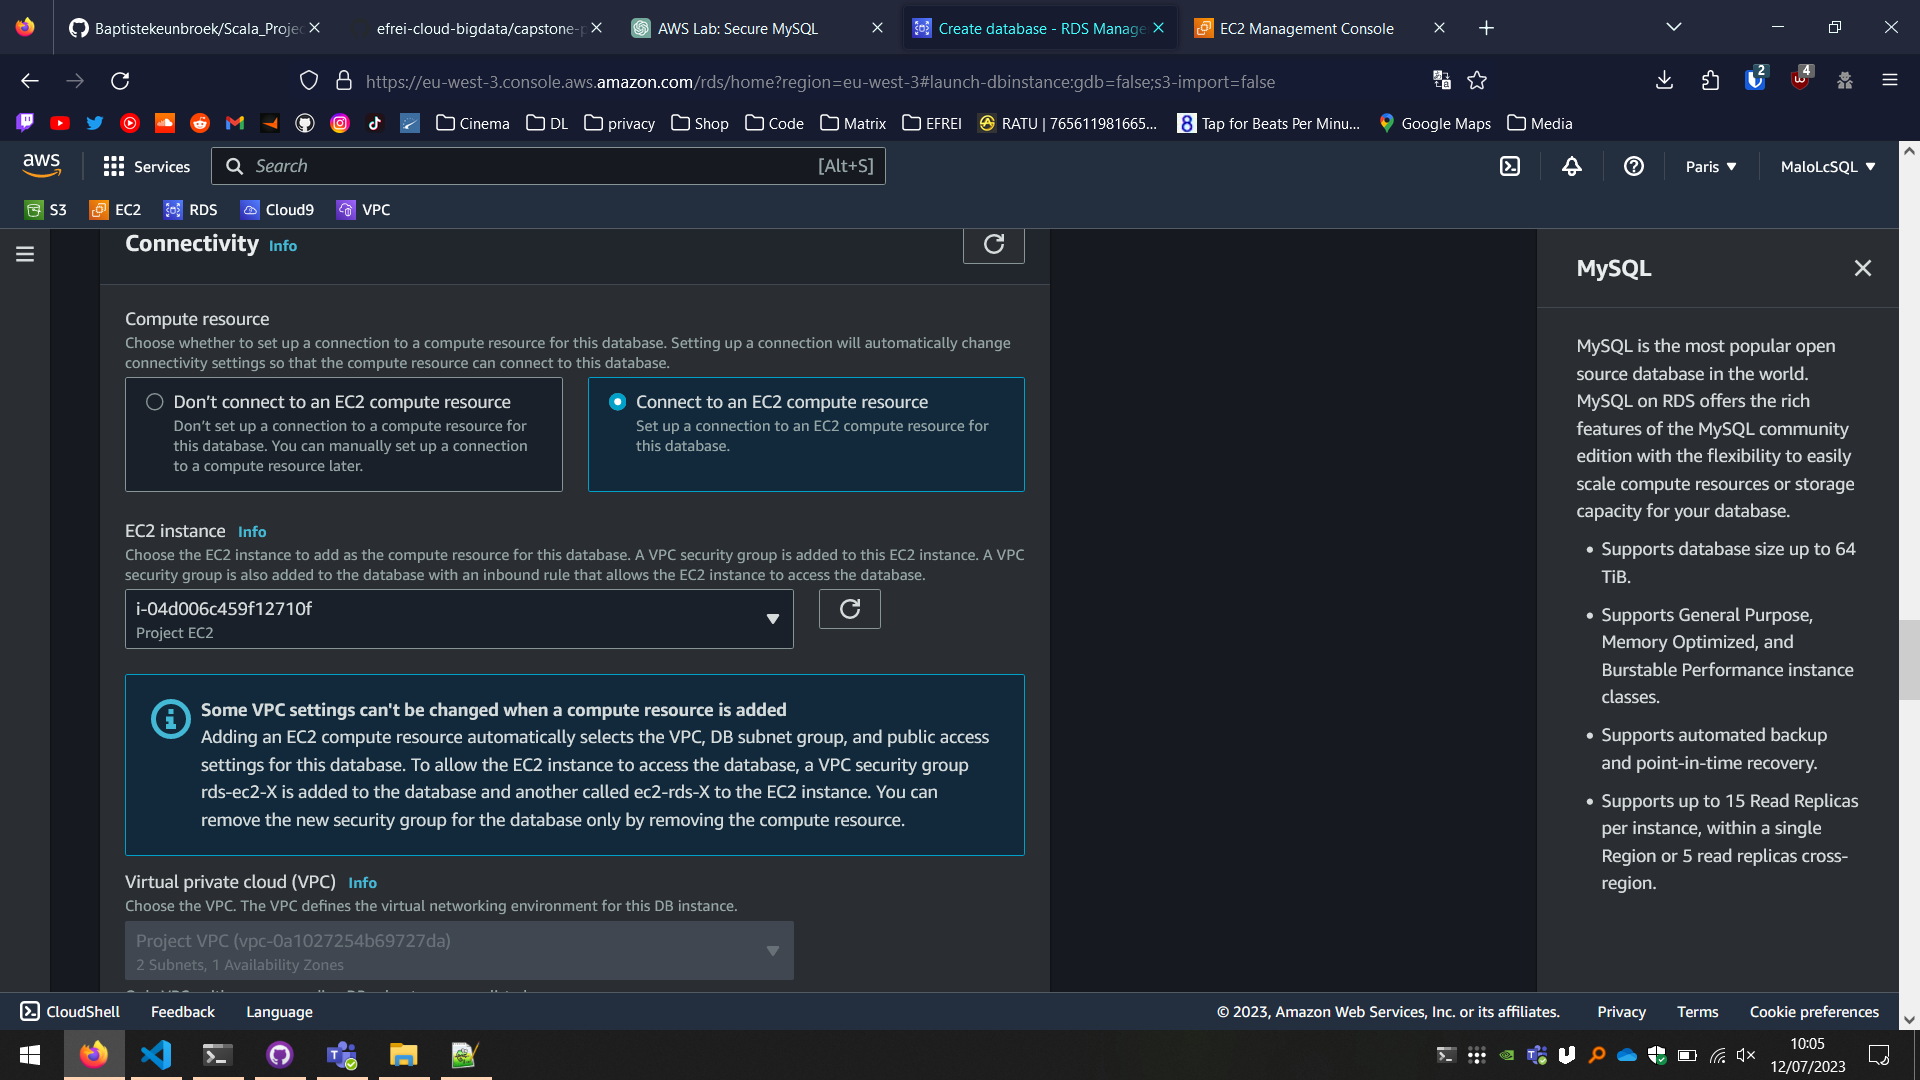 Baptistekeunbroek/Scala_Projec
efrei-cloud-bigdata/capstone-p
AWS Lab: Secure MySQL
Create database - RDS Manage
EC2 Management Console
https://eu-west-3.console.aws.amazon.com/rds/home?region=eu-west-3#launch-dbinstance:gdb=false;s3-import=false
2
4
Cinema
DL
privacy
Shop
Code
Matrix
EFREI
RATU | 765611981665...
8
Tap for Beats Per Minu...
Google Maps
Media
aws
Services
Search
[Alt+S]
Paris
MaloLcSQL
S3
EC2
RDS
Cloud9
VPC
Connectivity Info
Compute resource
Choose whether to set up a connection to a compute resource for this database. Setting up a connection will automatically change
connectivity settings so that the compute resource can connect to this database.
Don't connect to an EC2 compute resource
Don't set up a connection to a compute resource for
this database. You can manually set up a connection
to a compute resource later.
Connect to an EC2 compute resource
Set up a connection to an EC2 compute resource for
this database.
EC2 instance Info
Choose the EC2 instance to add as the compute resource for this database. A VPC security group is added to this EC2 instance. A VPC
security group is also added to the database with an inbound rule that allows the EC2 instance to access the database.
i-04d006c459f12710f
Project EC2
Some VPC settings can't be changed when a compute resource is added
Adding an EC2 compute resource automatically selects the VPC, DB subnet group, and public access
settings for this database. To allow the EC2 instance to access the database, a VPC security group
rds-ec2-X is added to the database and another called ec2-rds-X to the EC2 instance. You can
remove the new security group for the database only by removing the compute resource.
Virtual private cloud (VPC) Info
Choose the VPC. The VPC defines the virtual networking environment for this DB instance.
Project VPC (vpc-0a1027254b69727da)
2 Subnets, 1 Availability Zones
MySQL
MySQL is the most popular open
source database in the world.
MySQL on RDS offers the rich
features of the MySQL community
edition with the flexibility to easily
scale compute resources or storage
capacity for your database.
• Supports database size up to 64
TiB.
• Supports General Purpose,
Memory Optimized, and
Burstable Performance instance
classes.
• Supports automated backup
and point-in-time recovery.
• Supports up to 15 Read Replicas
per instance, within a single
Region or 5 read replicas cross-
region.
CloudShell
Feedback
Language
© 2023, Amazon Web Services, Inc. or its affiliates.
Privacy
Terms
Cookie preferences
10:05
12/07/2023